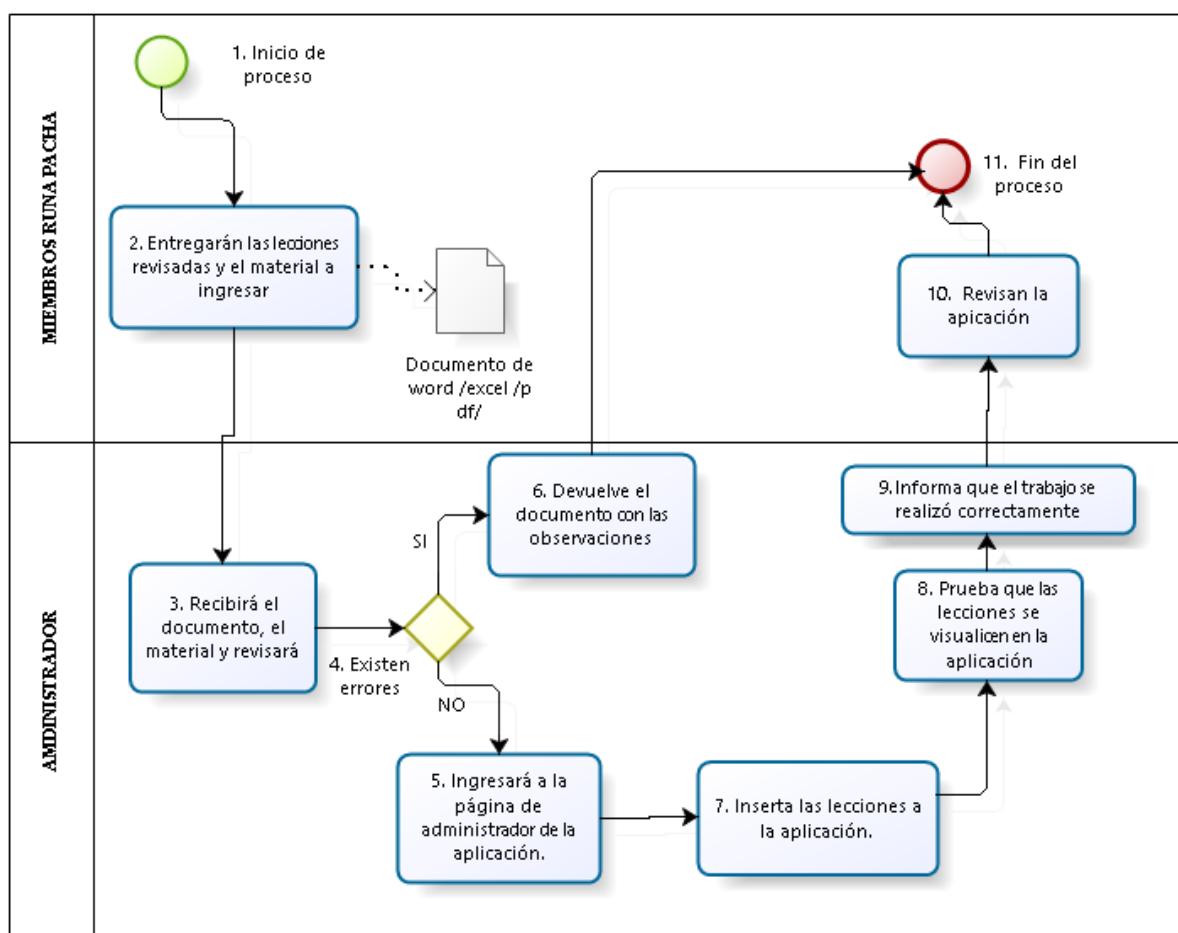 MIEMBROS RUNA PACHA
1. Inicio de
proceso
2. Entregarán las lecciones
revisadas y el material a
ingresar
Documento de
word /excel /p
df/
11. Fin del
proceso
10. Revisan la
apicación
AMDINISTRADOR
3. Recibirá el
documento, el
material y revisará
4. Existen
errores
SI
NO
6. Devuelve el
documento con las
observaciones
5. Ingresará a la
página de
administrador de la
aplicación.
7. Inserta las lecciones a
la aplicación.
8. Prueba que las
lecciones se
visualicen en la
aplicación
9.Informa que el trabajo se
realizó correctamente